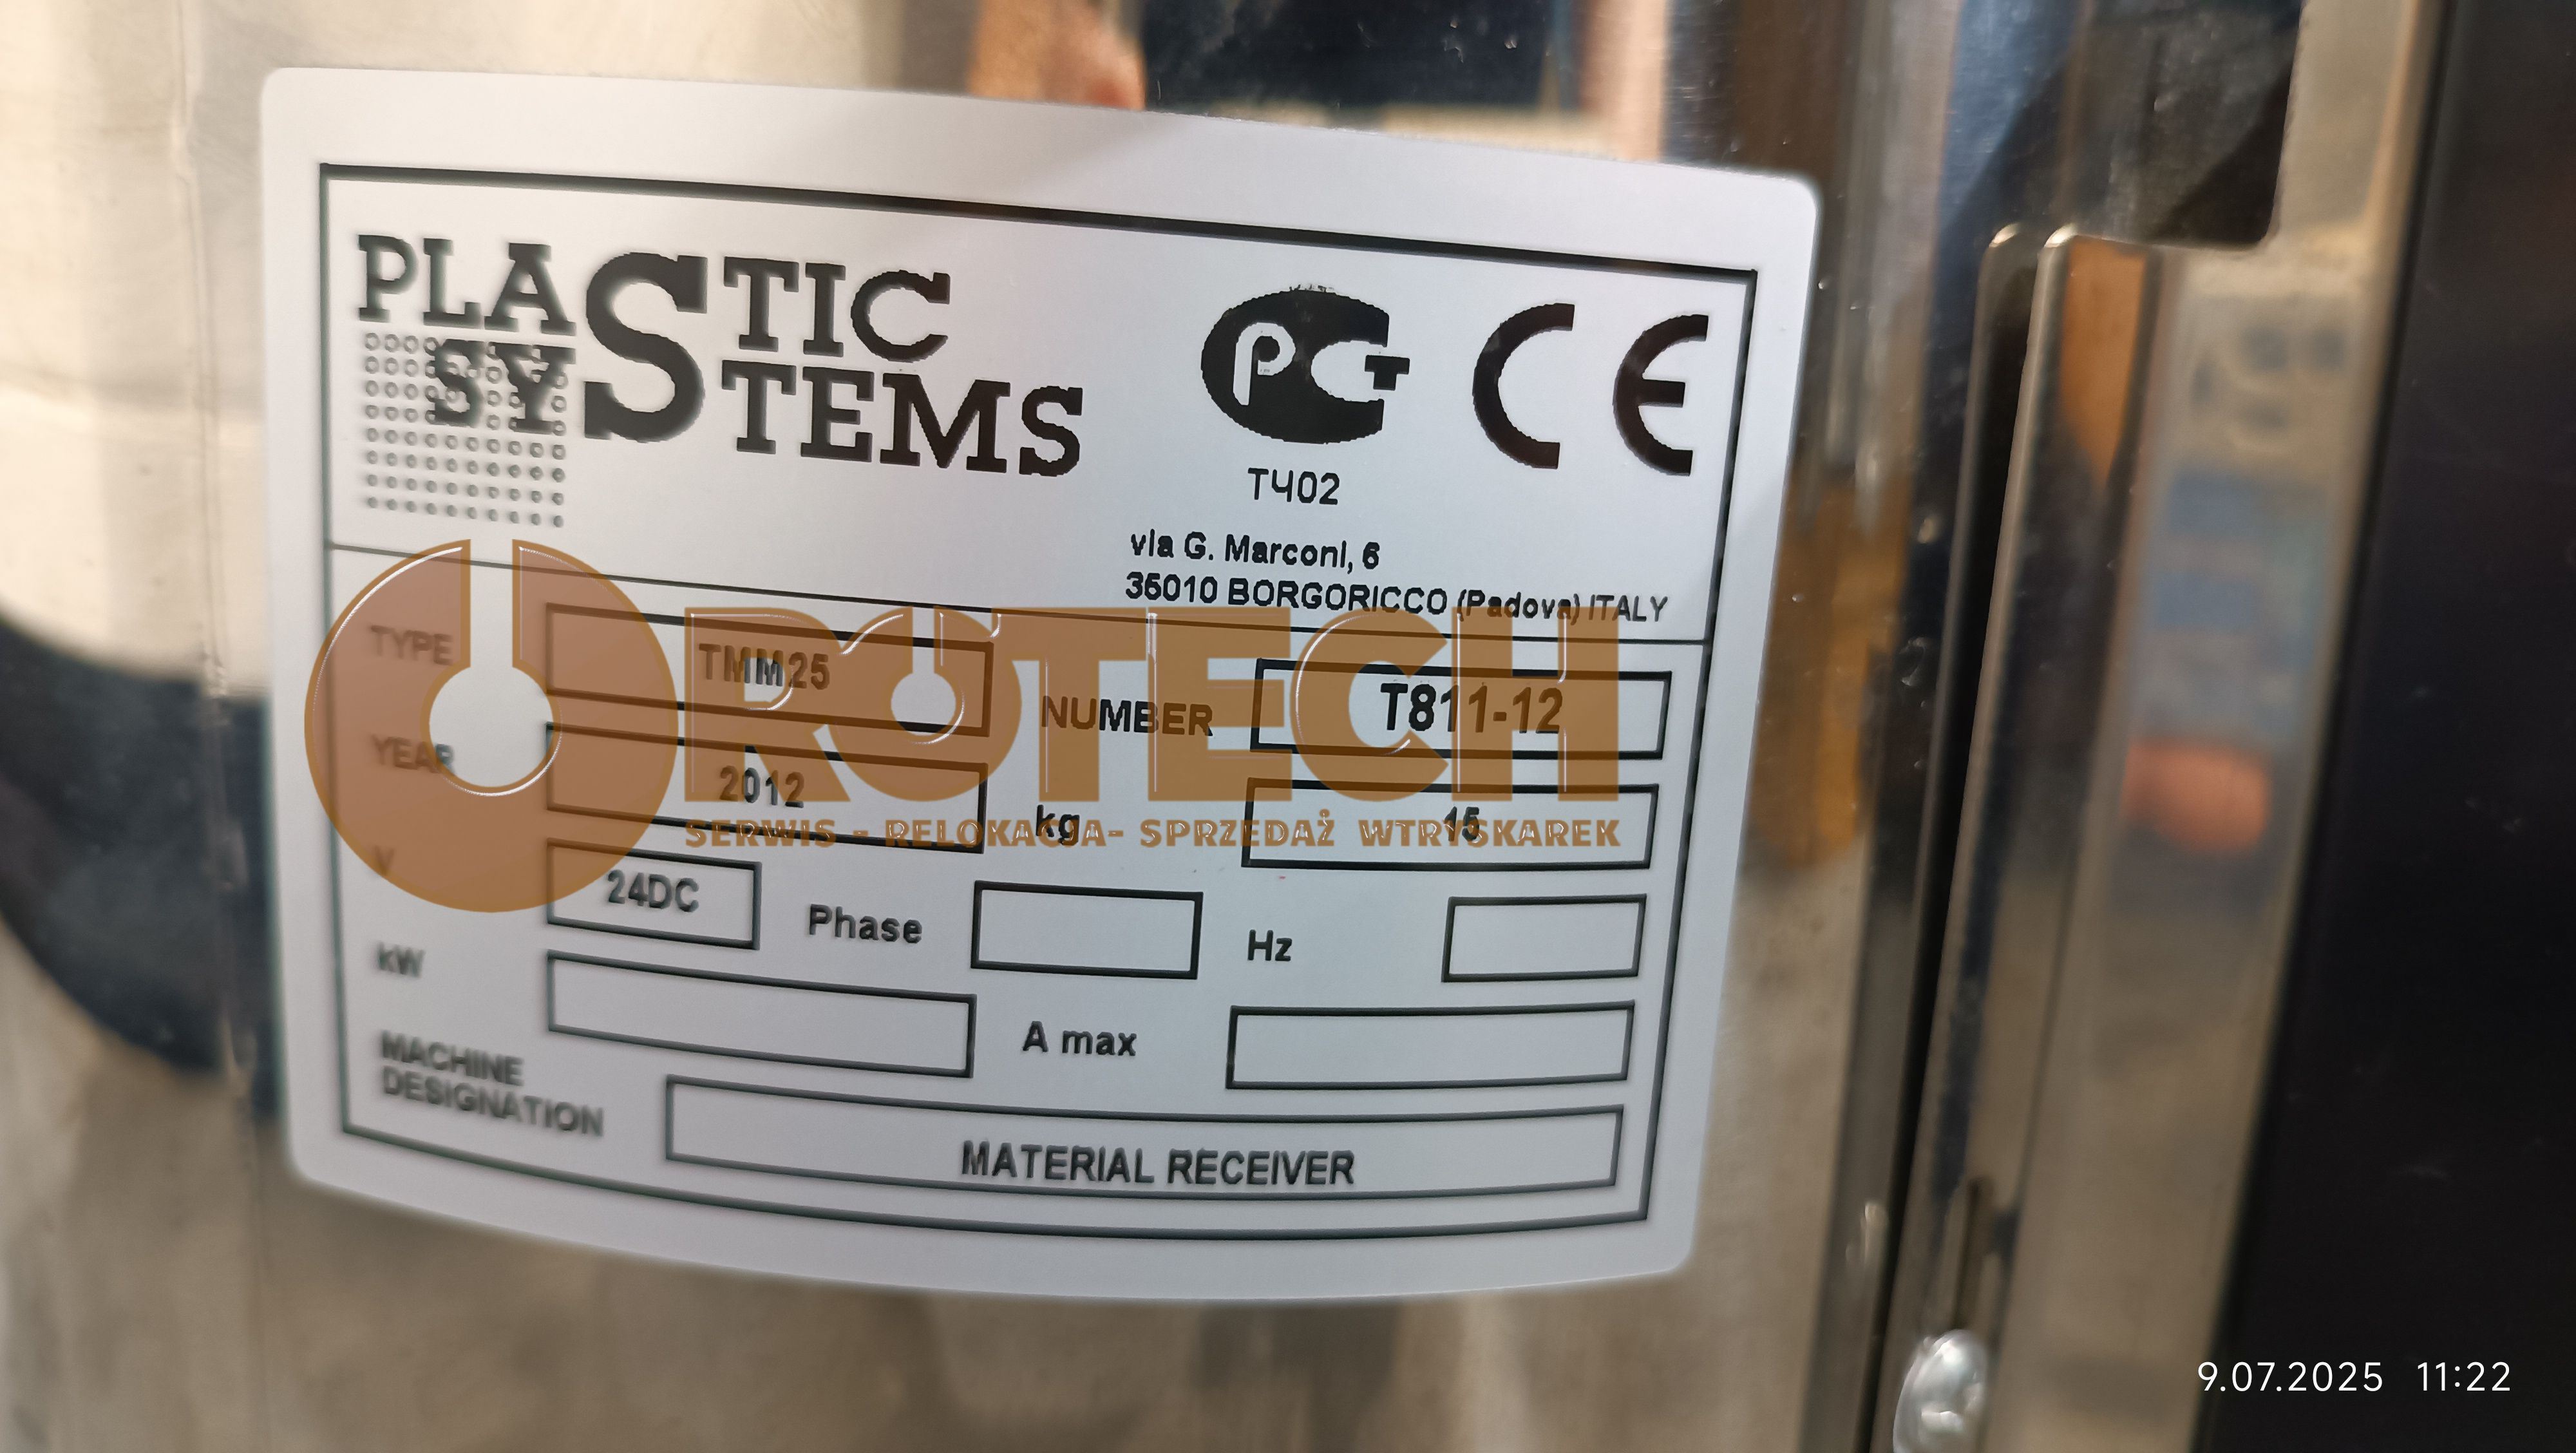 PLASTIC
SYSTEMS
PCT
CE
TЧ02
via G. Marconi, 6
35010 BORGORICCO (Padova) ITALY
TYPE TMM25 NUMBER T811-12
YEAR 2012 kg 15
V 24DC Phase Hz
kW A max
MACHINE
DESIGNATION MATERIAL RECEIVER
ROTECH
SERWIS - RELOKACJA- SPRZEDAŻ WTRYSKAREK
9.07.2025 11:22